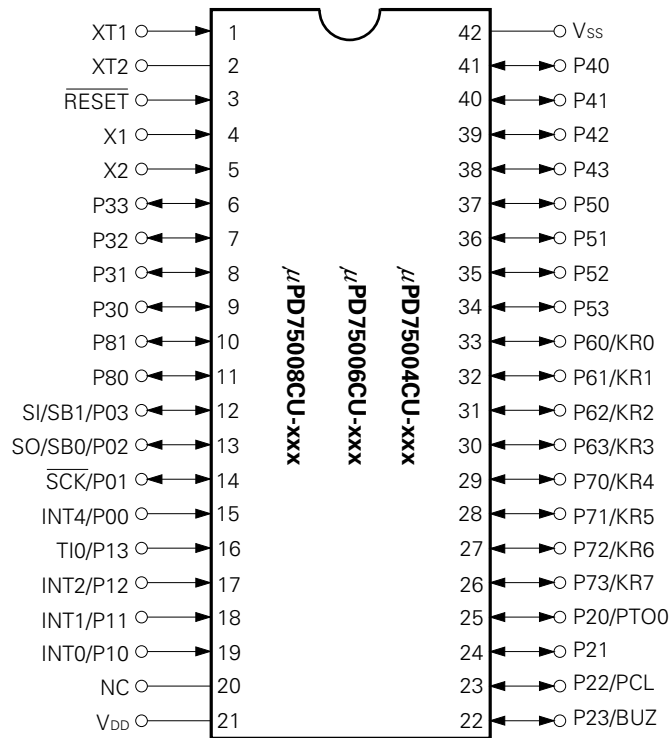 XT1 1 42 Vss
XT2 2 41 P40
RESET 3 40 P41
X1 4 39 P42
X2 5 38 P43
P33 6 37 P50
P32 7 36 P51
P31 8 35 P52
P30 9 34 P53
P81 10 33 P60/KR0
P80 11 32 P61/KR1
SI/SB1/P03 12 31 P62/KR2
SO/SB0/P02 13 30 P63/KR3
SCK/P01 14 29 P70/KR4
INT4/P00 15 28 P71/KR5
TI0/P13 16 27 P72/KR6
INT2/P12 17 26 P73/KR7
INT1/P11 18 25 P20/PTO0
INT0/P10 19 24 P21
NC 20 23 P22/PCL
VDD 21 22 P23/BUZ
μPD75004CU-xxx
μPD75006CU-xxx
μPD75008CU-xxx